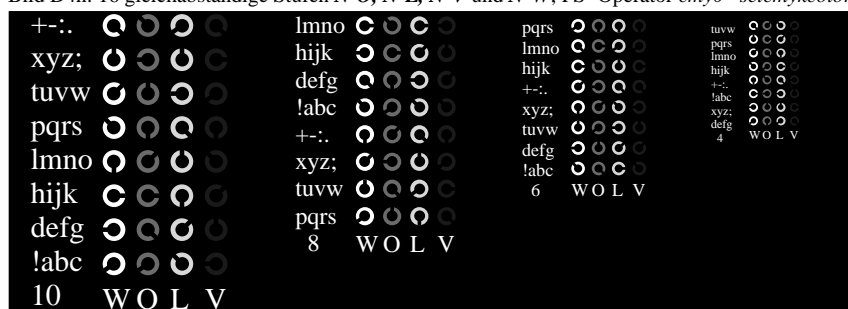 +-:.
xyz;
tuvw
pqrs
lmno
hijk
defg
!abc
10 W O L V
lmno
hijk
defg
!abc
+-:.
xyz;
tuvw
pqrs
8 W O L V
pqrs
lmno
hijk
+-:.
xyz;
tuvw
defg
!abc
6 W O L V
tuvw
pqrs
lmno
hijk
+-:.
!abc
xyz;
defg
4 W O L V